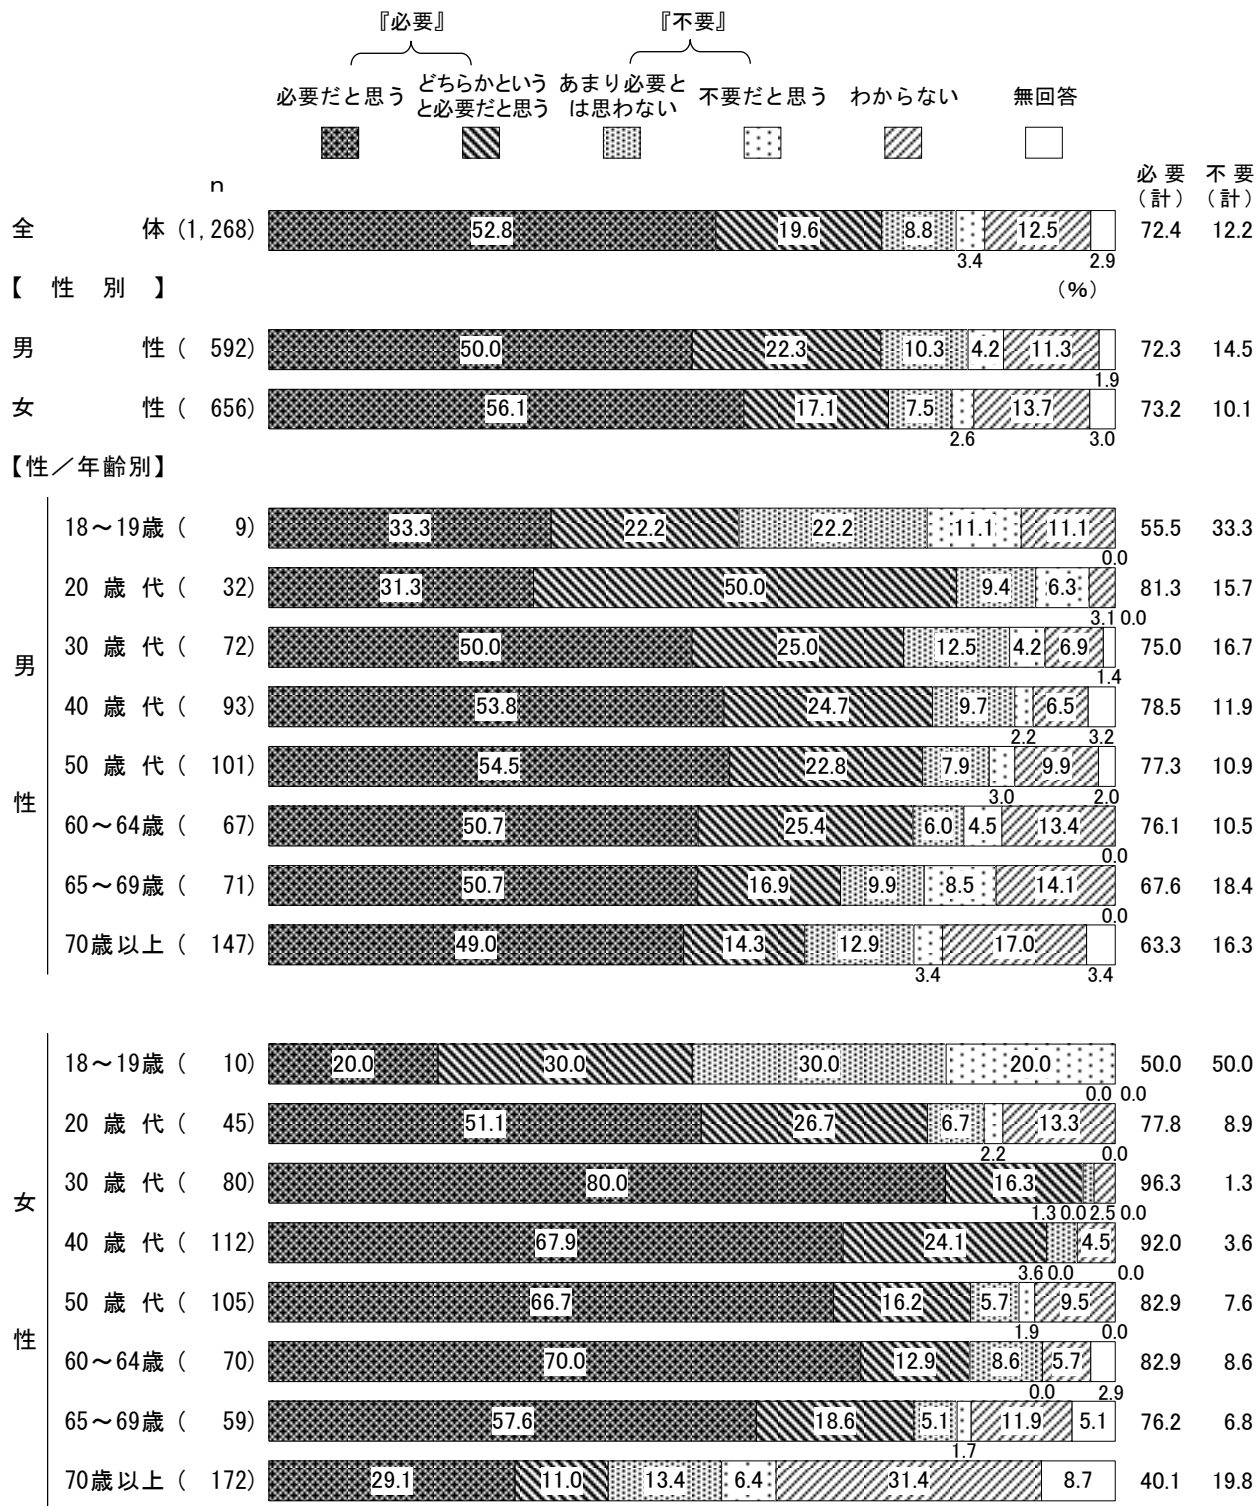 『必要』 『不要』
必要だと思う どちらかという あまり必要と 不要だと思う わからない 無回答
と必要だと思う は思わない
n 必要 不要
（計） （計）
全 体 (1,268) 52.8 19.6 8.8 12.5 72.4 12.2
3.4 2.9
【 性 別 】 （％）
男 性 ( 592) 50.0 22.3 10.3 4.2 11.3 72.3 14.5
1.9
女 性 ( 656) 56.1 17.1 7.5 13.7 73.2 10.1
2.6 3.0
【性／年齢別】
男性
18～19歳 ( 9) 33.3 22.2 22.2 11.1 11.1 55.5 33.3
0.0
20 歳 代 ( 32) 31.3 50.0 9.4 6.3 81.3 15.7
3.1 0.0
30 歳 代 ( 72) 50.0 25.0 12.5 4.2 6.9 75.0 16.7
1.4
40 歳 代 ( 93) 53.8 24.7 9.7 6.5 78.5 11.9
2.2 3.2
50 歳 代 ( 101) 54.5 22.8 7.9 9.9 77.3 10.9
3.0 2.0
60～64歳 ( 67) 50.7 25.4 6.0 4.5 13.4 76.1 10.5
0.0
65～69歳 ( 71) 50.7 16.9 9.9 8.5 14.1 67.6 18.4
0.0
70歳以上 ( 147) 49.0 14.3 12.9 17.0 63.3 16.3
3.4 3.4
女性
18～19歳 ( 10) 20.0 30.0 30.0 20.0 50.0 50.0
0.0 0.0
20 歳 代 ( 45) 51.1 26.7 6.7 13.3 77.8 8.9
2.2 0.0
30 歳 代 ( 80) 80.0 16.3 96.3 1.3
1.3 0.0 2.5 0.0
40 歳 代 ( 112) 67.9 24.1 4.5 92.0 3.6
3.6 0.0 0.0
50 歳 代 ( 105) 66.7 16.2 5.7 9.5 82.9 7.6
1.9 0.0
60～64歳 ( 70) 70.0 12.9 8.6 5.7 82.9 8.6
0.0 2.9
65～69歳 ( 59) 57.6 18.6 5.1 11.9 5.1 76.2 6.8
1.7
70歳以上 ( 172) 29.1 11.0 13.4 6.4 31.4 8.7 40.1 19.8